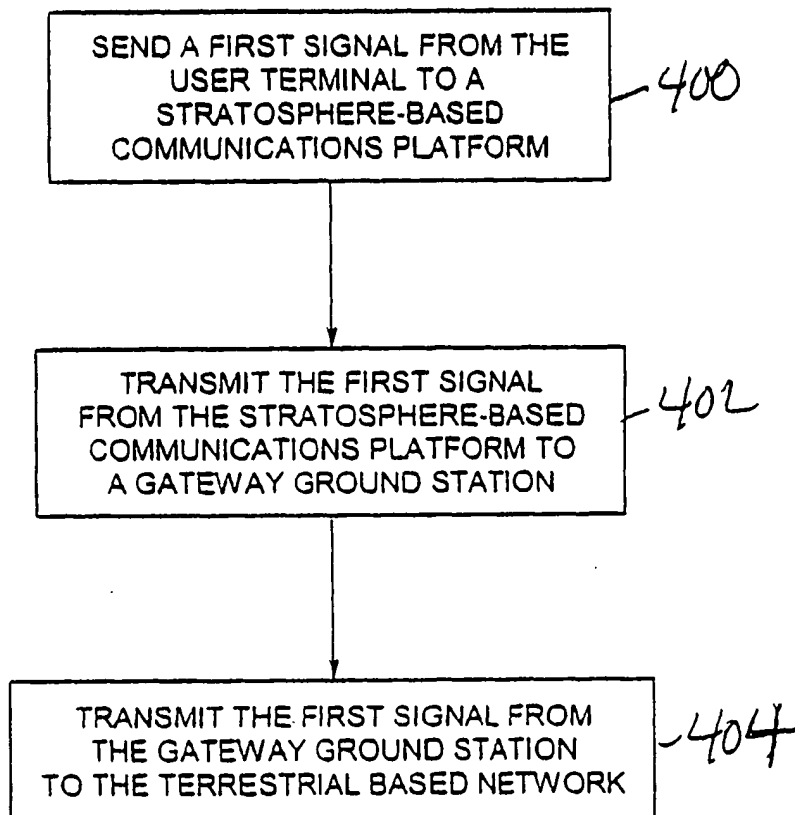 SEND A FIRST SIGNAL FROM THE
USER TERMINAL TO A
STRATOSPHERE-BASED
COMMUNICATIONS PLATFORM
400
TRANSMIT THE FIRST SIGNAL
FROM THE STRATOSPHERE-BASED
COMMUNICATIONS PLATFORM TO
A GATEWAY GROUND STATION
402
TRANSMIT THE FIRST SIGNAL FROM
THE GATEWAY GROUND STATION
TO THE TERRESTRIAL BASED NETWORK
404